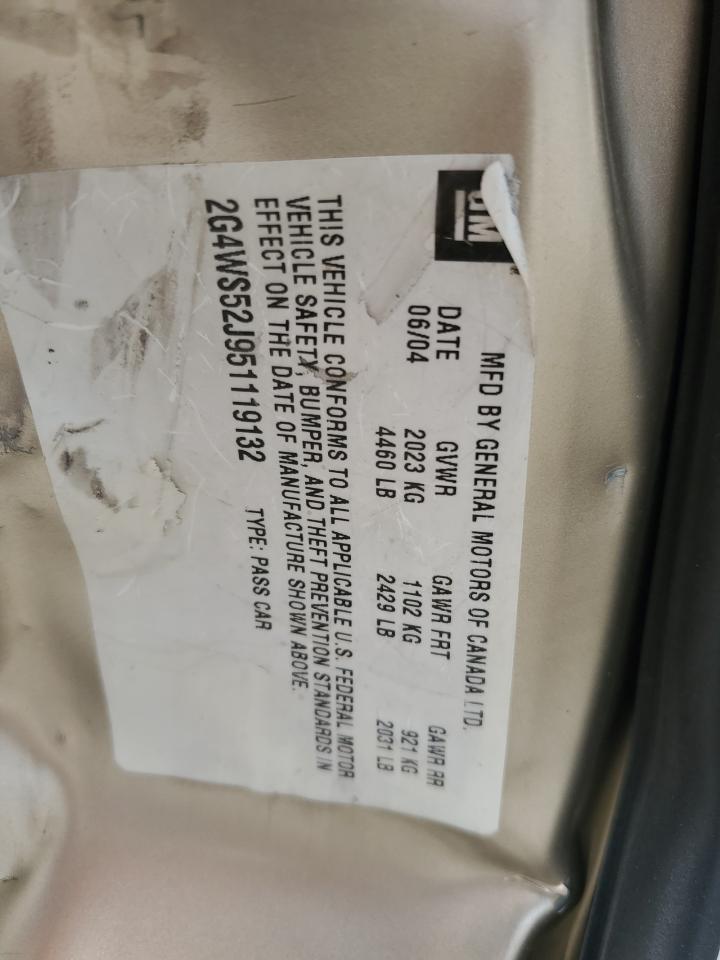 GM
MFD BY GENERAL MOTORS OF CANADA LTD.
DATE GVWR GAWR FRT GAWR RR
06/04 2023 KG 1102 KG 921 KG
4460 LB 2429 LB 2031 LB
THIS VEHICLE CONFORMS TO ALL APPLICABLE U.S. FEDERAL MOTOR
VEHICLE SAFETY, BUMPER, AND THEFT PREVENTION STANDARDS IN
EFFECT ON THE DATE OF MANUFACTURE SHOWN ABOVE.
2G4WS52J951119132 TYPE: PASS CAR